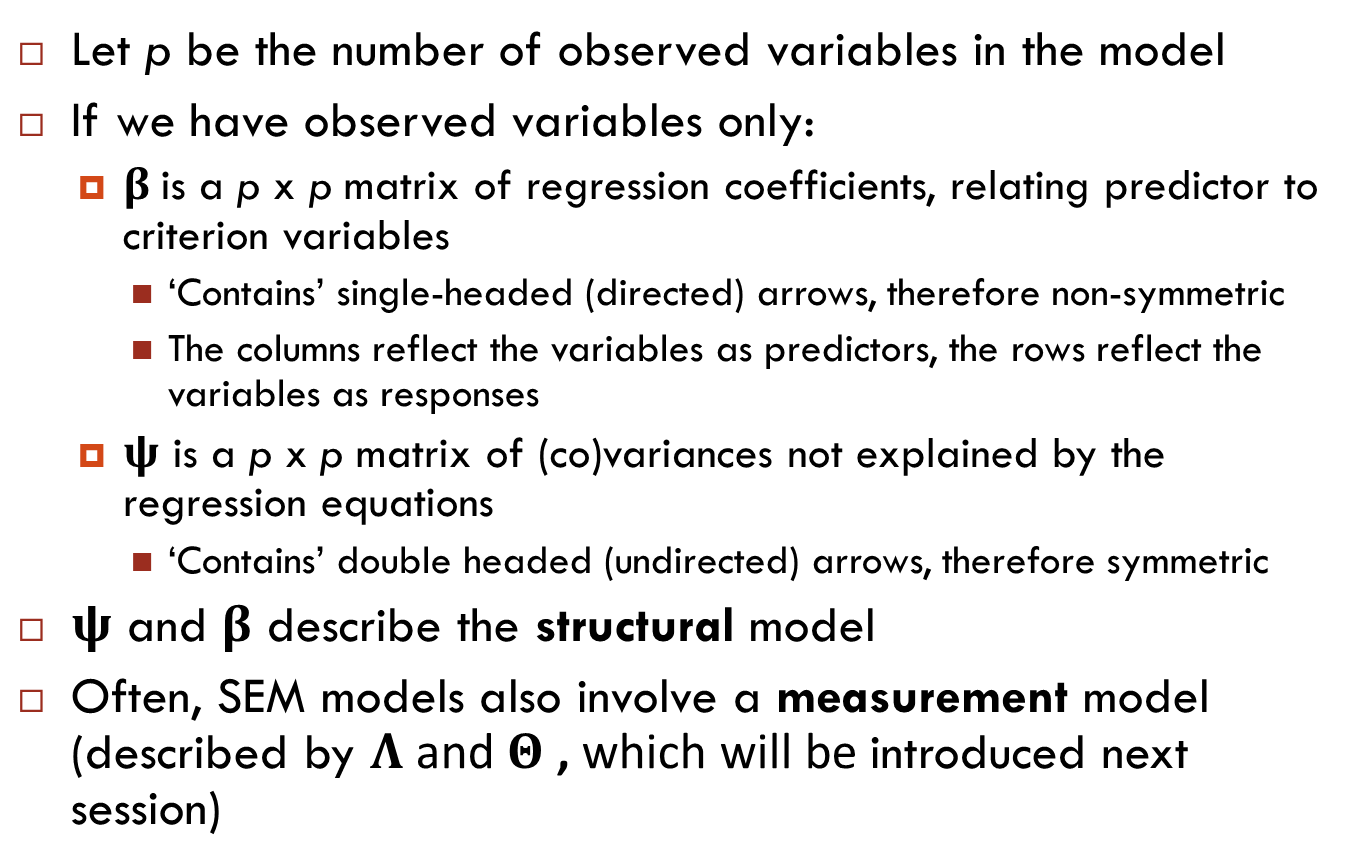 Let p be the number of observed variables in the model
If we have observed variables only:
β is a p x p matrix of regression coefficients, relating predictor to
criterion variables
‘Contains’ single-headed (directed) arrows, therefore non-symmetric
The columns reflect the variables as predictors, the rows reflect the
variables as responses
ψ is a p x p matrix of (co)variances not explained by the
regression equations
‘Contains’ double headed (undirected) arrows, therefore symmetric
ψ and β describe the structural model
Often, SEM models also involve a measurement model
(described by Λ and Θ , which will be introduced next
session)